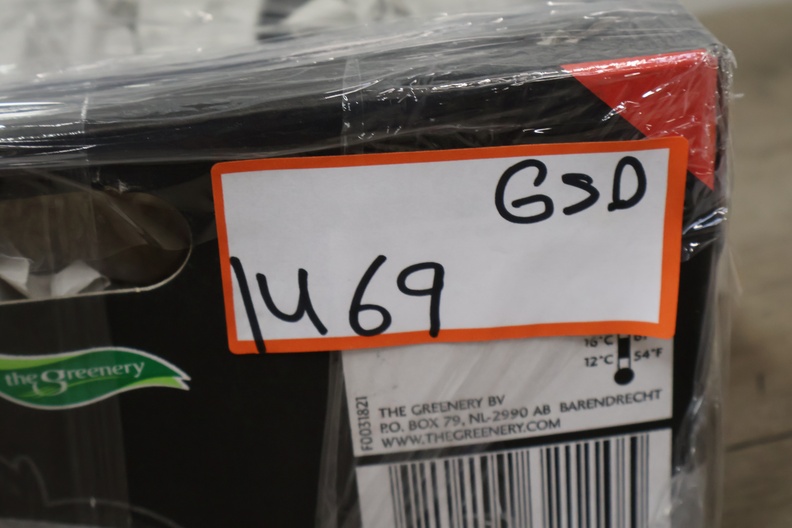 GSD
1469
the Greenery
16°C
12°C 54°F
F0031821
THE GREENERY BV
P.O. BOX 79, NL-2990 AB BARENDRECHT
WWW.THEGREENERY.COM